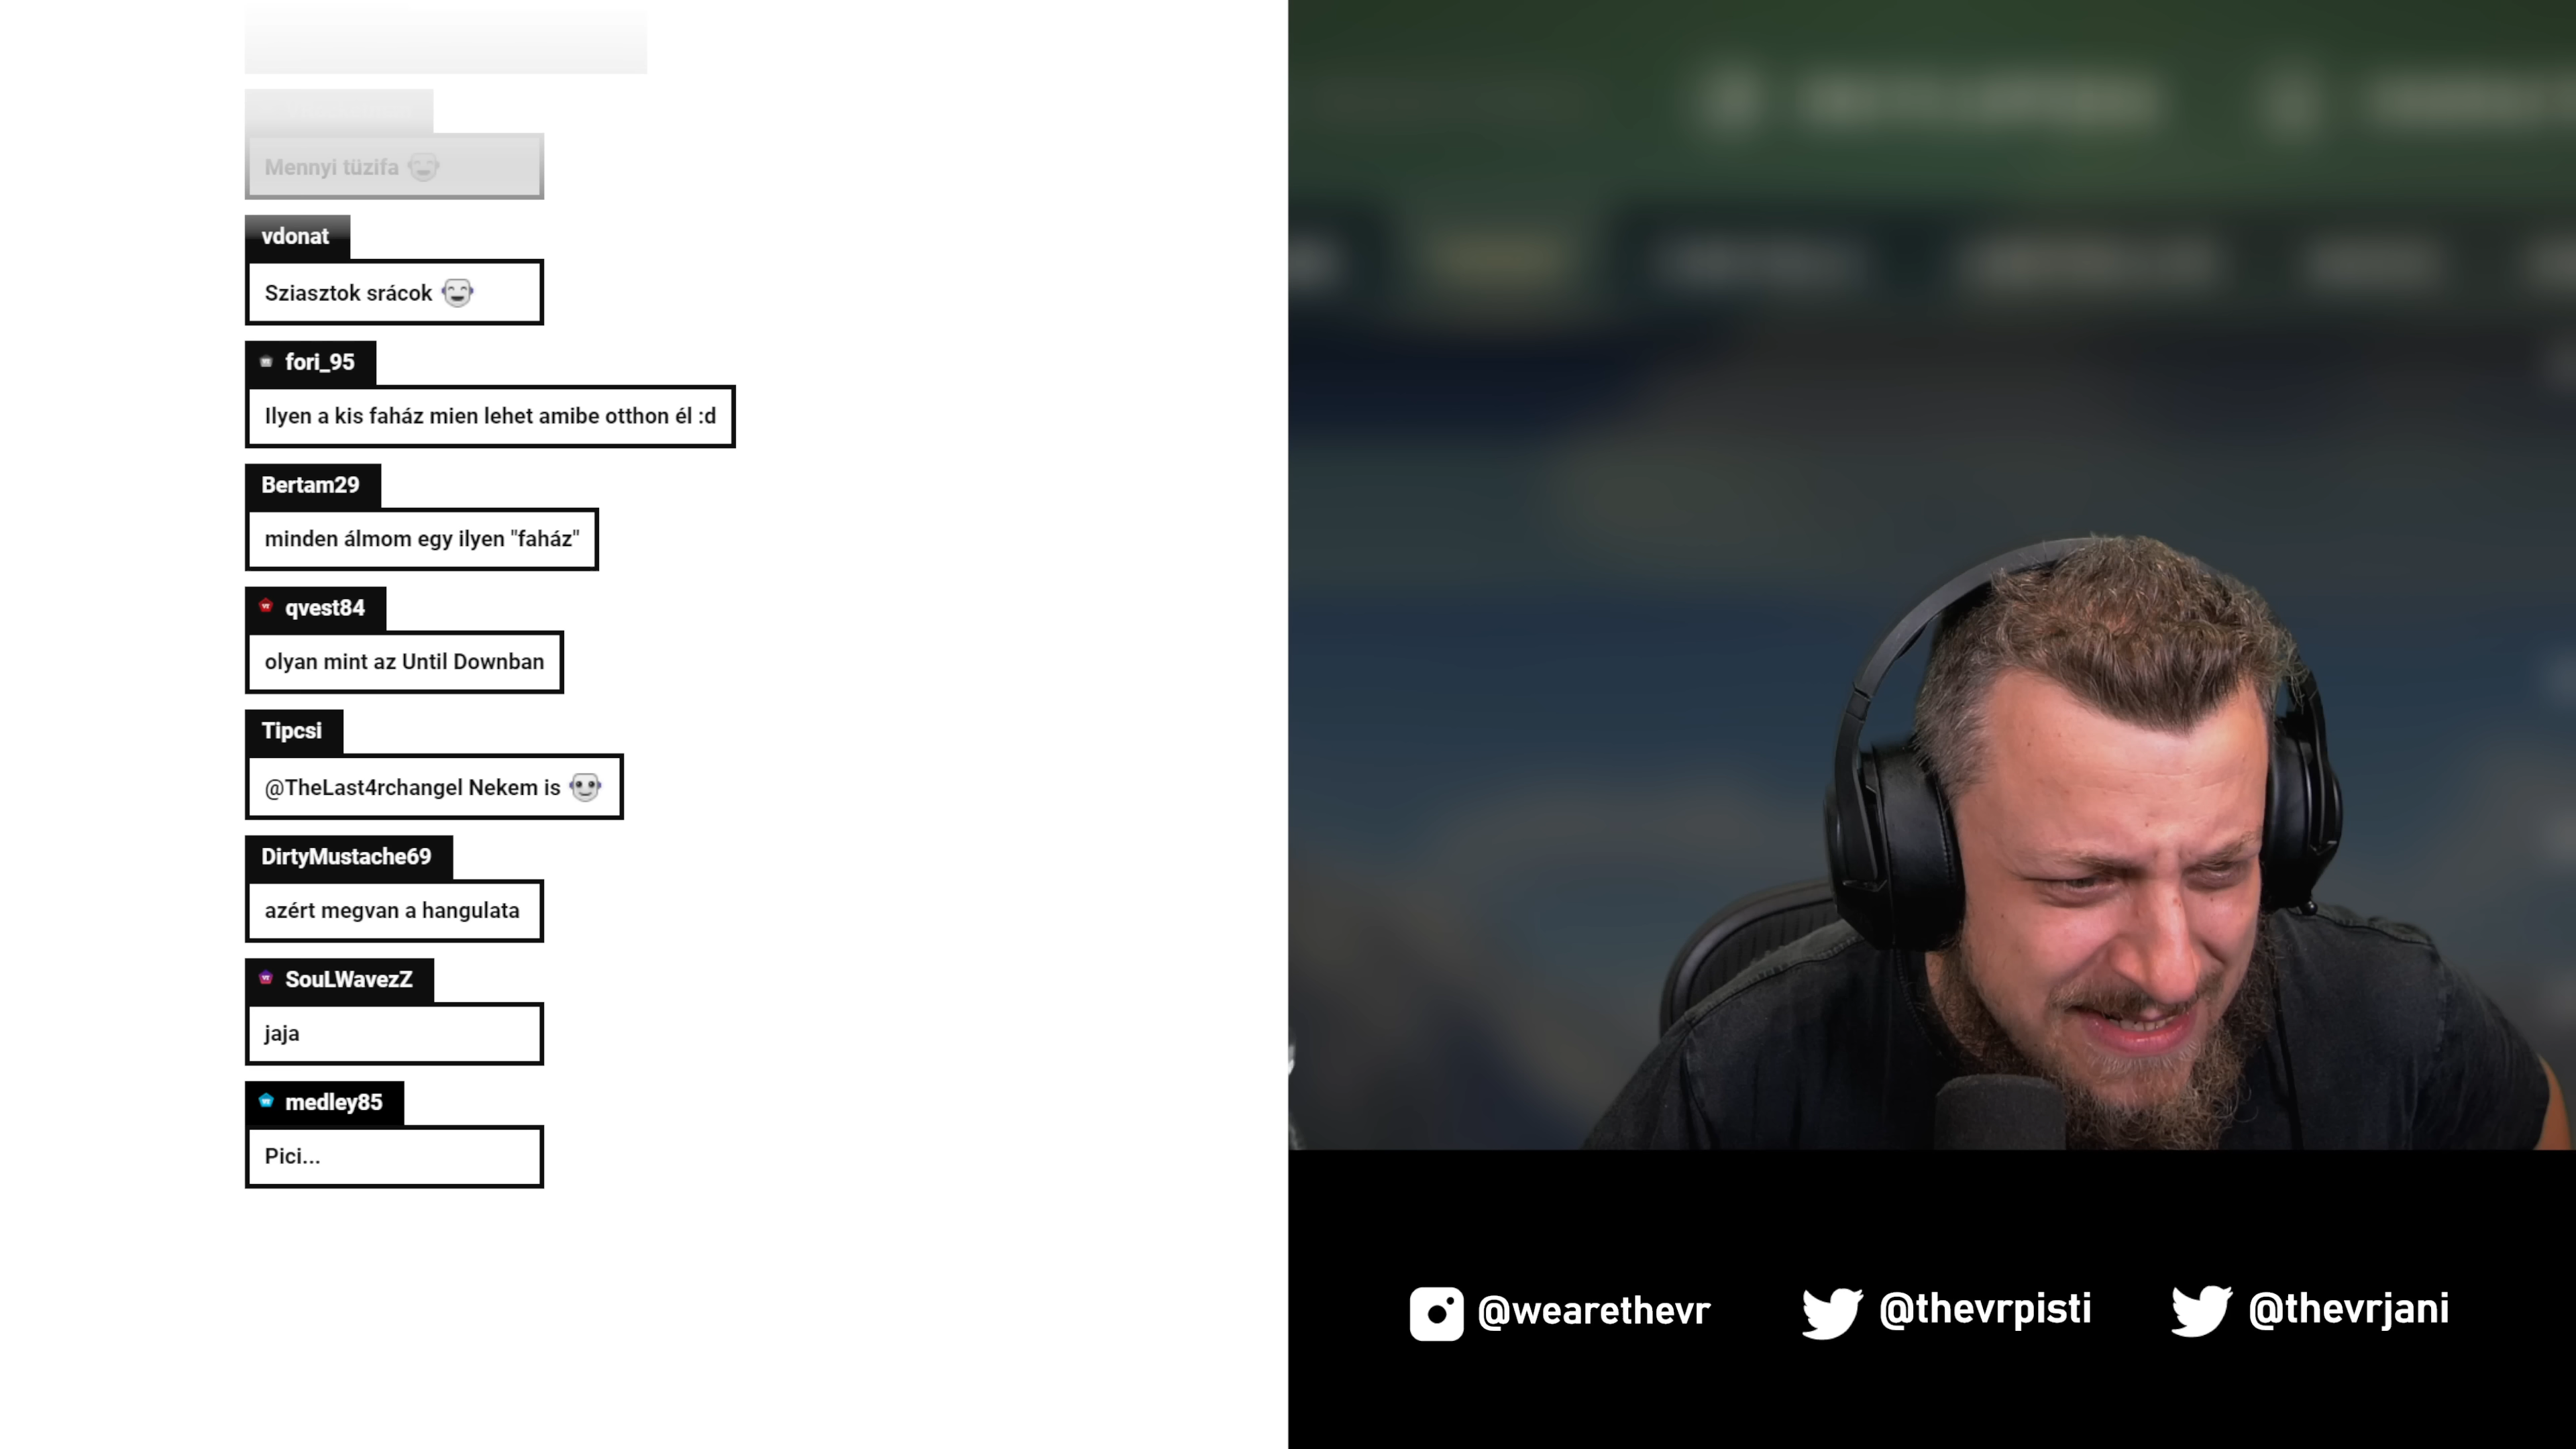 Mennyi tüzifa
vdonat
Sziasztok srácok
fori_95
Ilyen a kis faház mien lehet amibe otthon él :d
Bertam29
minden álmom egy ilyen "faház"
qvest84
olyan mint az Until Downban
Tipcsi
@TheLast4rchangel Nekem is
DirtyMustache69
azért megvan a hangulata
SouLWavezZ
jaja
medley85
Pici...
@wearethevr
@thevrpisti
@thevrjani